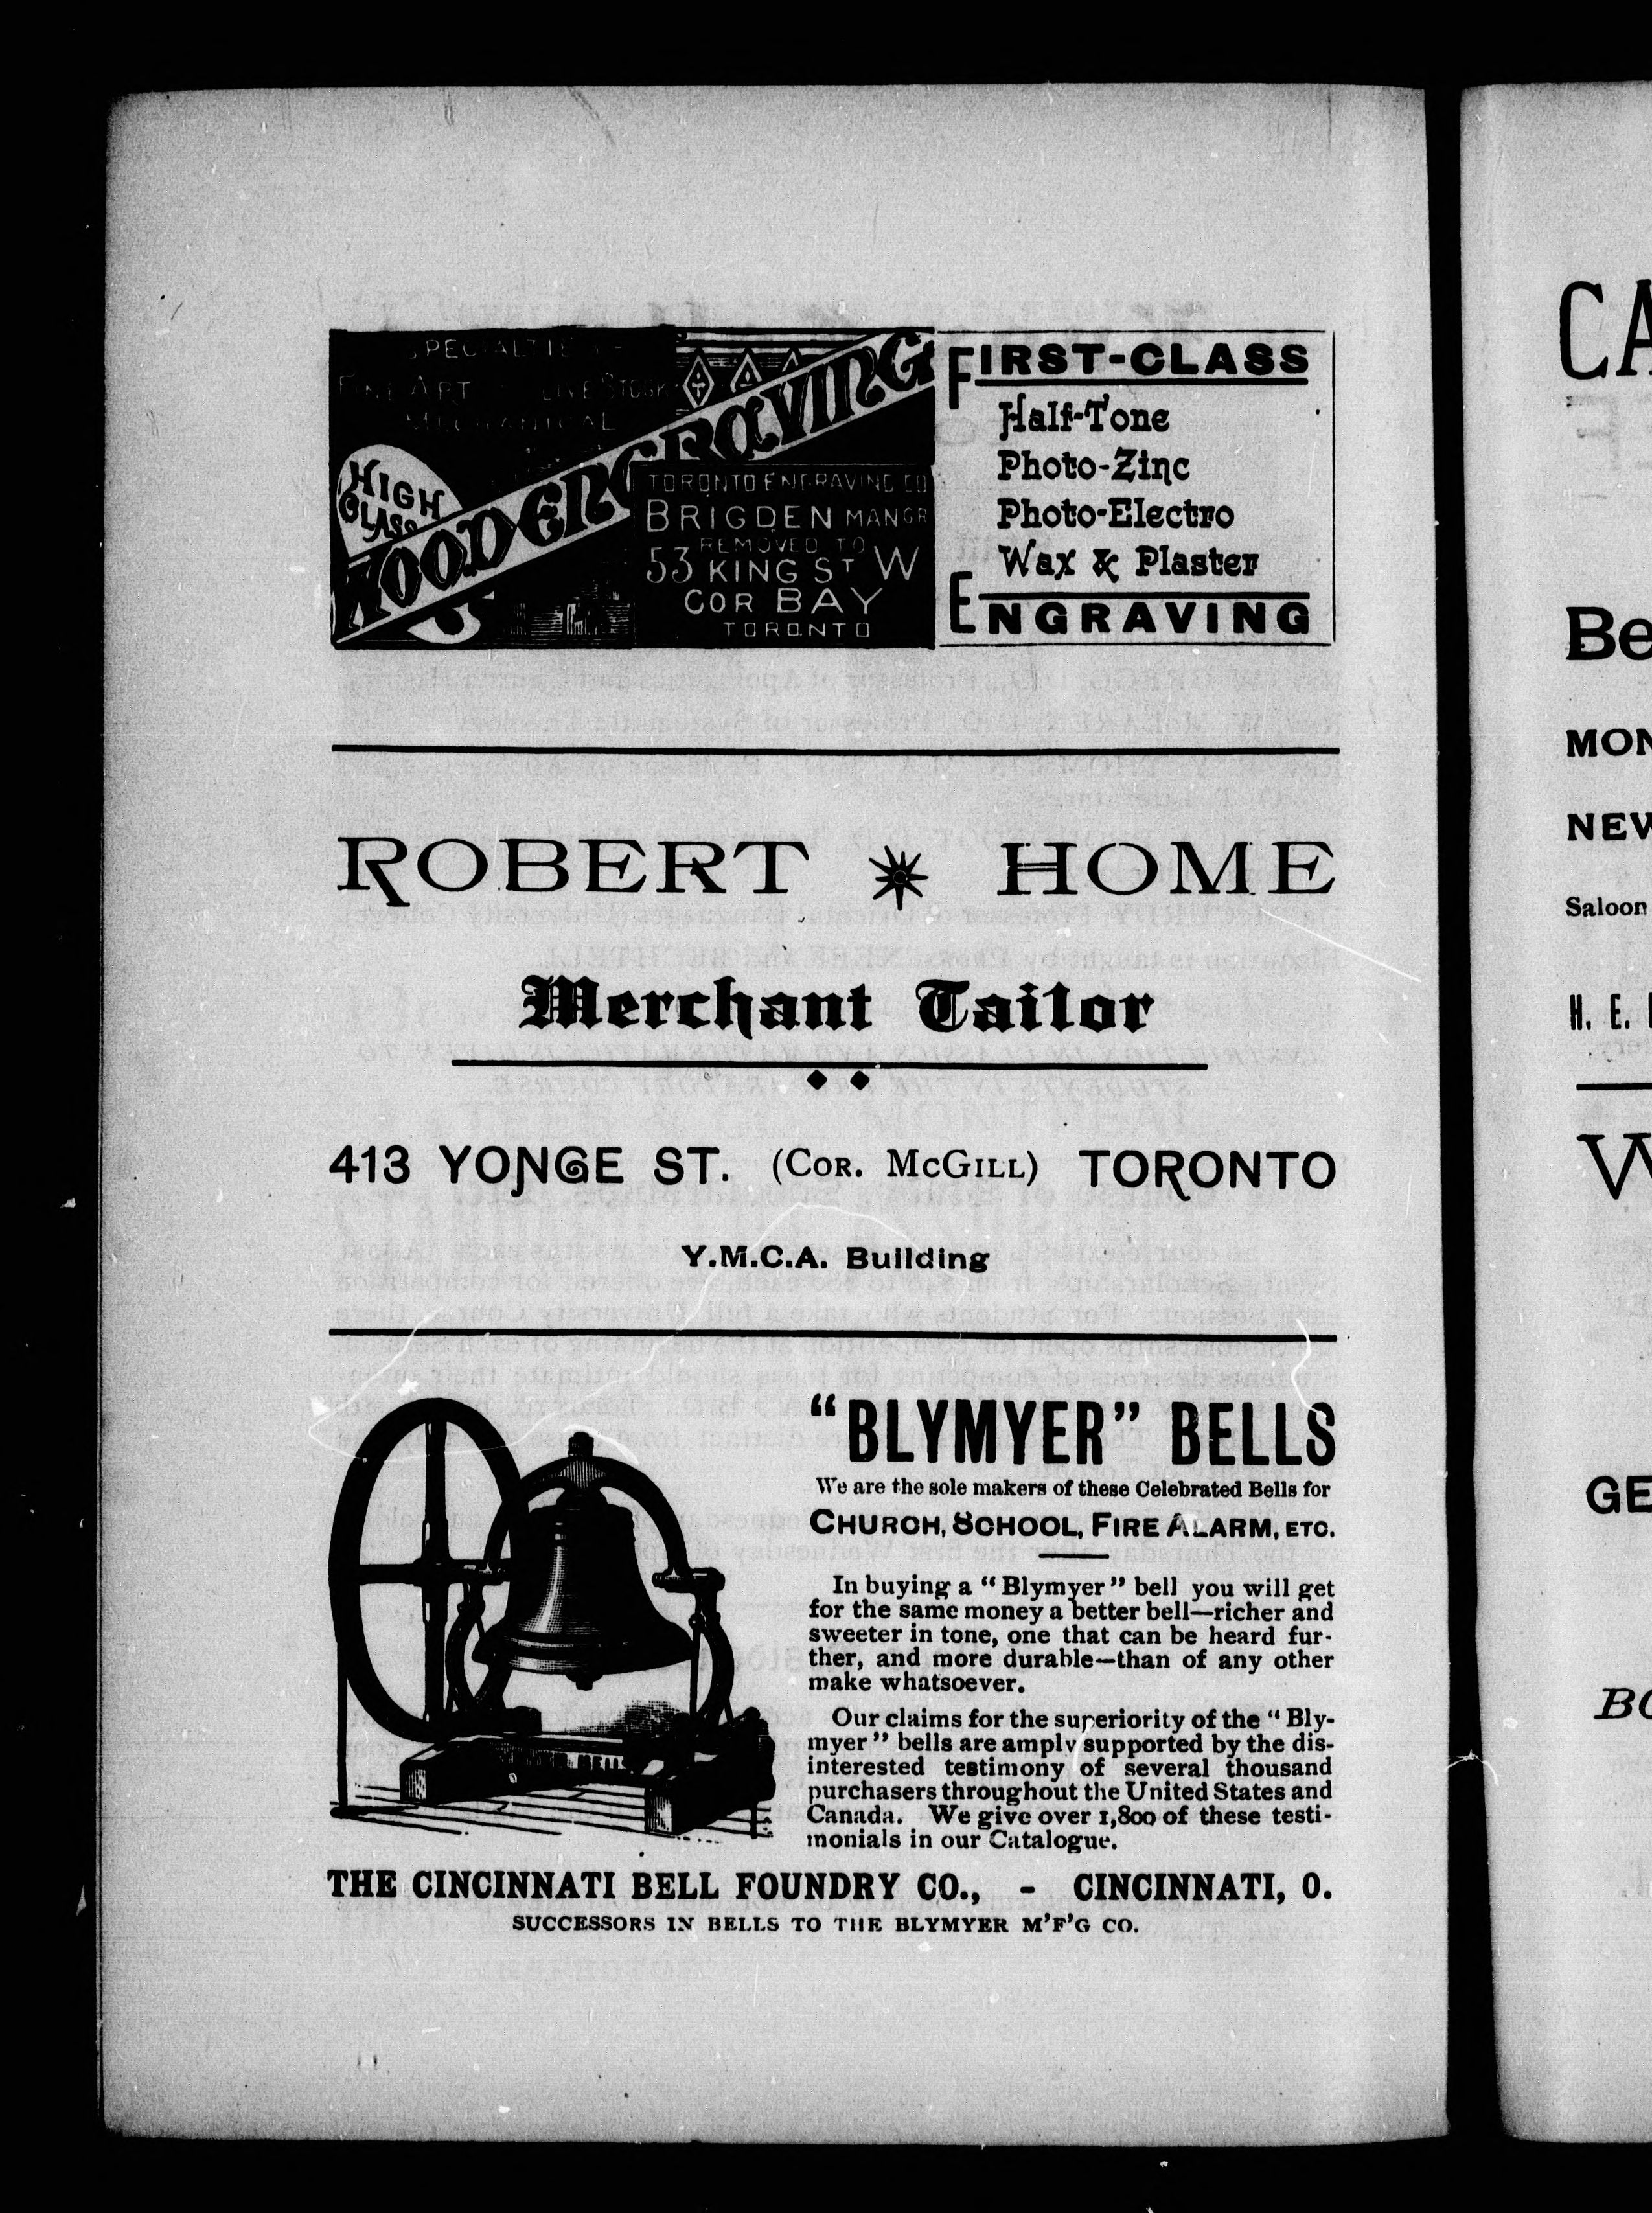 SPECIALTIES
FINE ART LIVE STOCK
MECHANICAL
HIGH
CLASS
WOOD ENGRAVING
TORONTO ENGRAVING CO
BRIGDEN MANGR
REMOVED TO
53 KING ST W
COR BAY
TORONTO
FIRST-CLASS
Half-Tone
Photo-Zinc
Photo-Electro
Wax & Plaster
ENGRAVING
ROBERT HOME
Merchant Tailor
413 YONGE ST. (COR. MCGILL) TORONTO
Y.M.C.A. Building
"BLYMYER" BELLS
We are the sole makers of these Celebrated Bells for
CHURCH, SCHOOL, FIRE ALARM, ETC.
In buying a "Blymyer" bell you will get
for the same money a better bell—richer and
sweeter in tone, one that can be heard fur-
ther, and more durable—than of any other
make whatsoever.
Our claims for the superiority of the "Bly-
myer" bells are amply supported by the dis-
interested testimony of several thousand
purchasers throughout the United States and
Canada. We give over 1,800 of these testi-
monials in our Catalogue.
BELLS
THE CINCINNATI BELL FOUNDRY CO., - CINCINNATI, O.
SUCCESSORS IN BELLS TO THE BLYMYER M'F'G CO.
CA
Be
MON
NEW
Saloon
H. E.
W
GE
BO